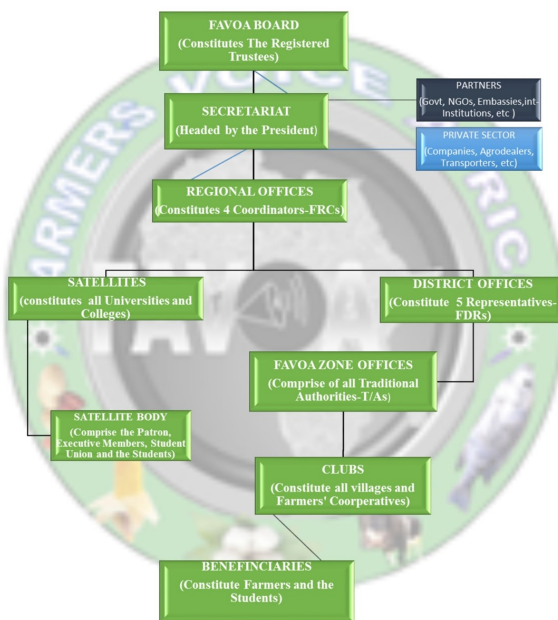 FAVOA BOARD
(Constitutes The Registered
Trustees)
PARTNERS
(Govt, NGOs, Embassies,int-
Institutions, etc )
SECRETARIAT
(Headed by the President)
PRIVATE SECTOR
(Companies, Agrodealers,
Transporters, etc)
REGIONAL OFFICES
(Constitutes 4 Coordinators-FRCs)
SATELLITES
(constitutes all Universities and
Colleges)
DISTRICT OFFICES
(Constitute 5 Representatives-
FDRs)
FAVOA ZONE OFFICES
(Comprise of all Traditional
Authorities-T/As)
SATELLITE BODY
(Comprise the Patron,
Executive Members, Student
Union and the Students)
CLUBS
(Constitute all villages and
Farmers' Coorperatives)
BENEFINCIARIES
(Constitute Farmers and the
Students)